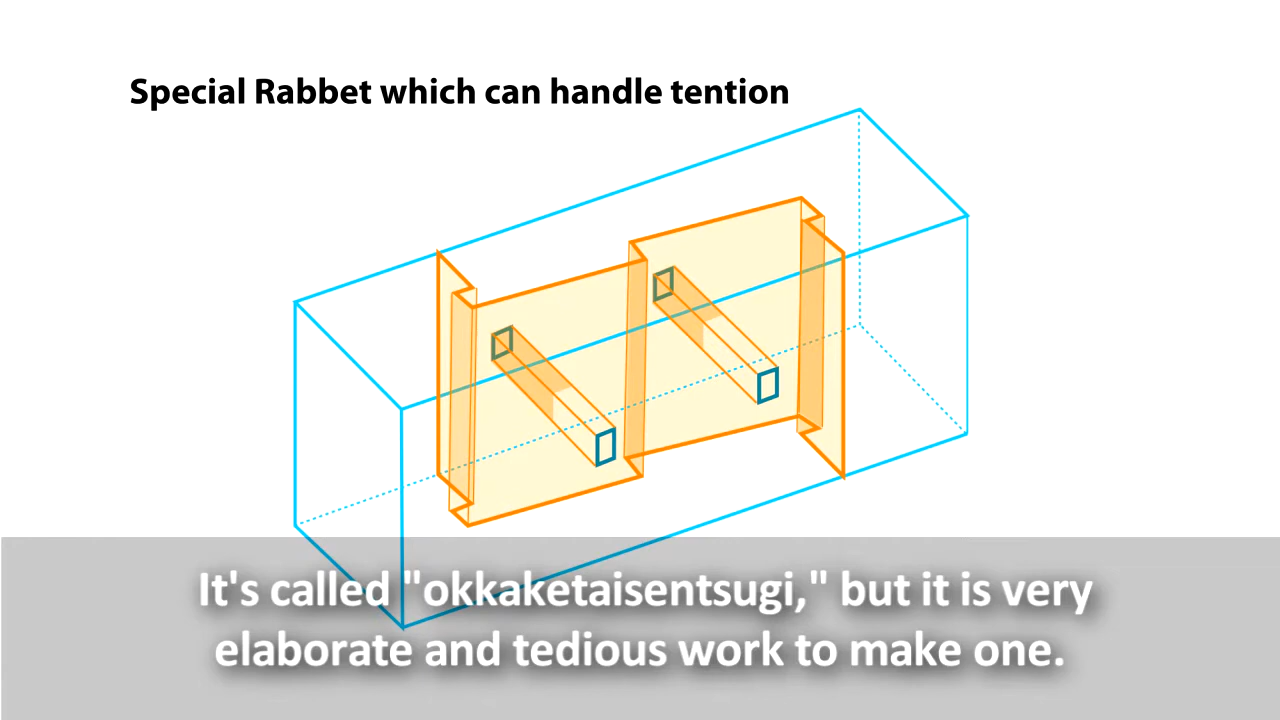 Special Rabbet which can handle tention
It's called "okkaketaisentsugi," but it is very
elaborate and tedious work to make one.